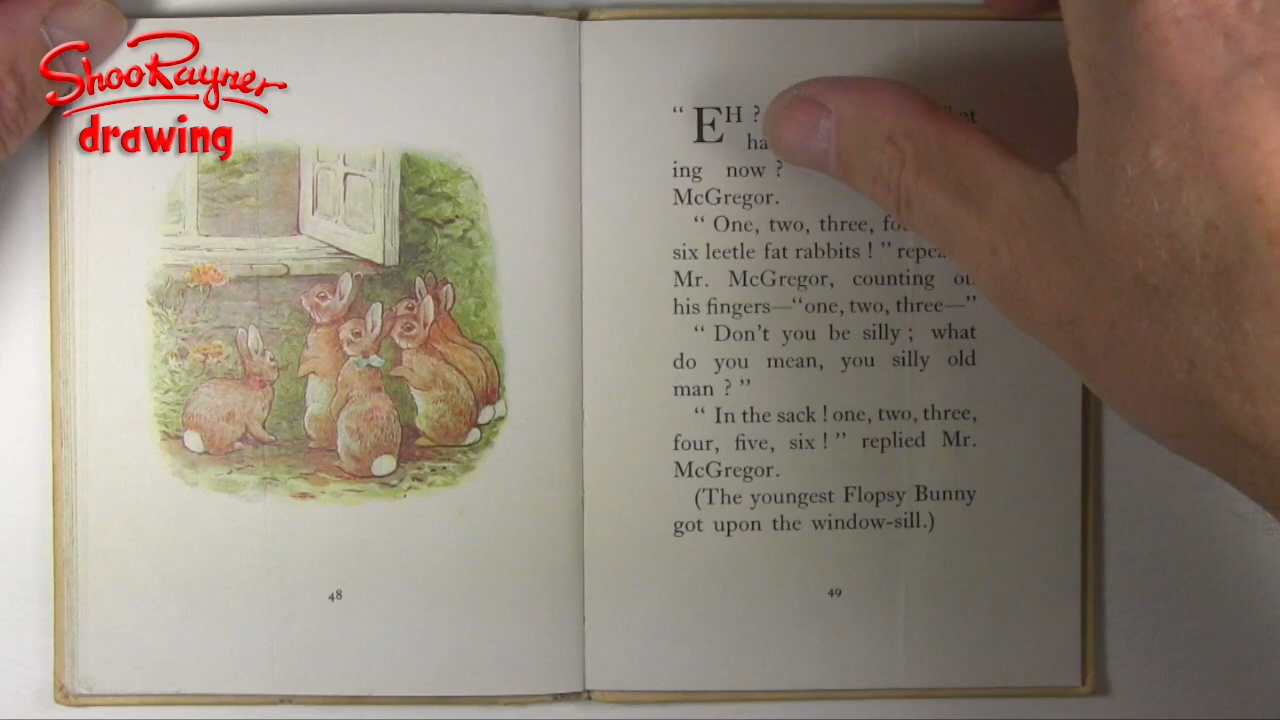 ShooRayner
drawing
48
“ EH ?
ing now ?
McGregor.
“ One, two, three,
six leetle fat rabbits ! ”
Mr. McGregor, counting
his fingers—“one, two, three—”
“ Don’t you be silly ; what
do you mean, you silly old
man ? ”
“ In the sack ! one, two, three,
four, five, six ! ” replied Mr.
McGregor.
(The youngest Flopsy Bunny
got upon the window-sill.)
49